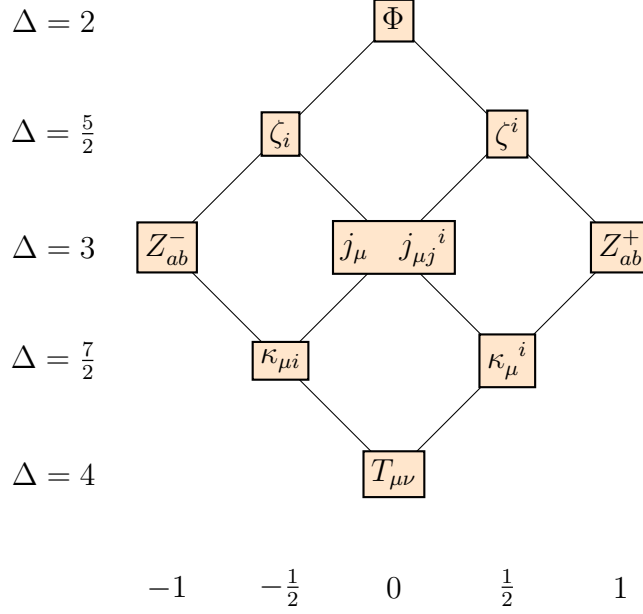 Δ = 2 Φ
Δ = 5/2 ζ_i ζ^i
Δ = 3 Z^-_{ab} j_μ j_{μj}^i Z^+_{ab}
Δ = 7/2 κ_{μi} κ_μ^i
Δ = 4 T_{μν}
−1 −1/2 0 1/2 1